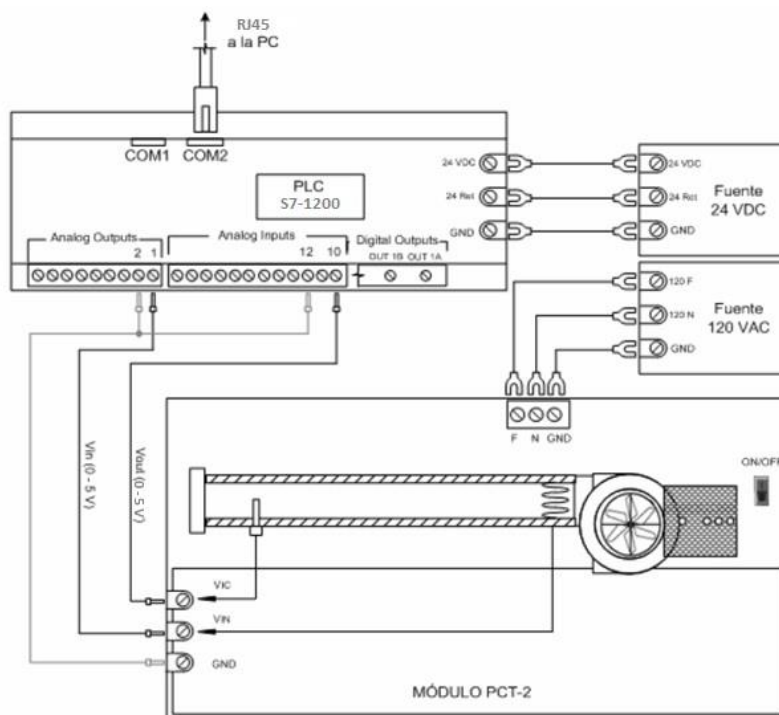 RJ45
a la PC
COM1 COM2
PLC
S7-1200
24 VDC
24 Ret
GND
24 VDC
24 Ret
GND
Fuente
24 VDC
Analog Outputs
2 1
Analog Inputs
12 10
Digital Outputs
OUT 1B OUT 1A
120 F
120 N
GND
Fuente
120 VAC
F N GND
ON/OFF
Vin (0 - 5 V)
Vout (0 - 5 V)
VIC
VIN
GND
MÓDULO PCT-2